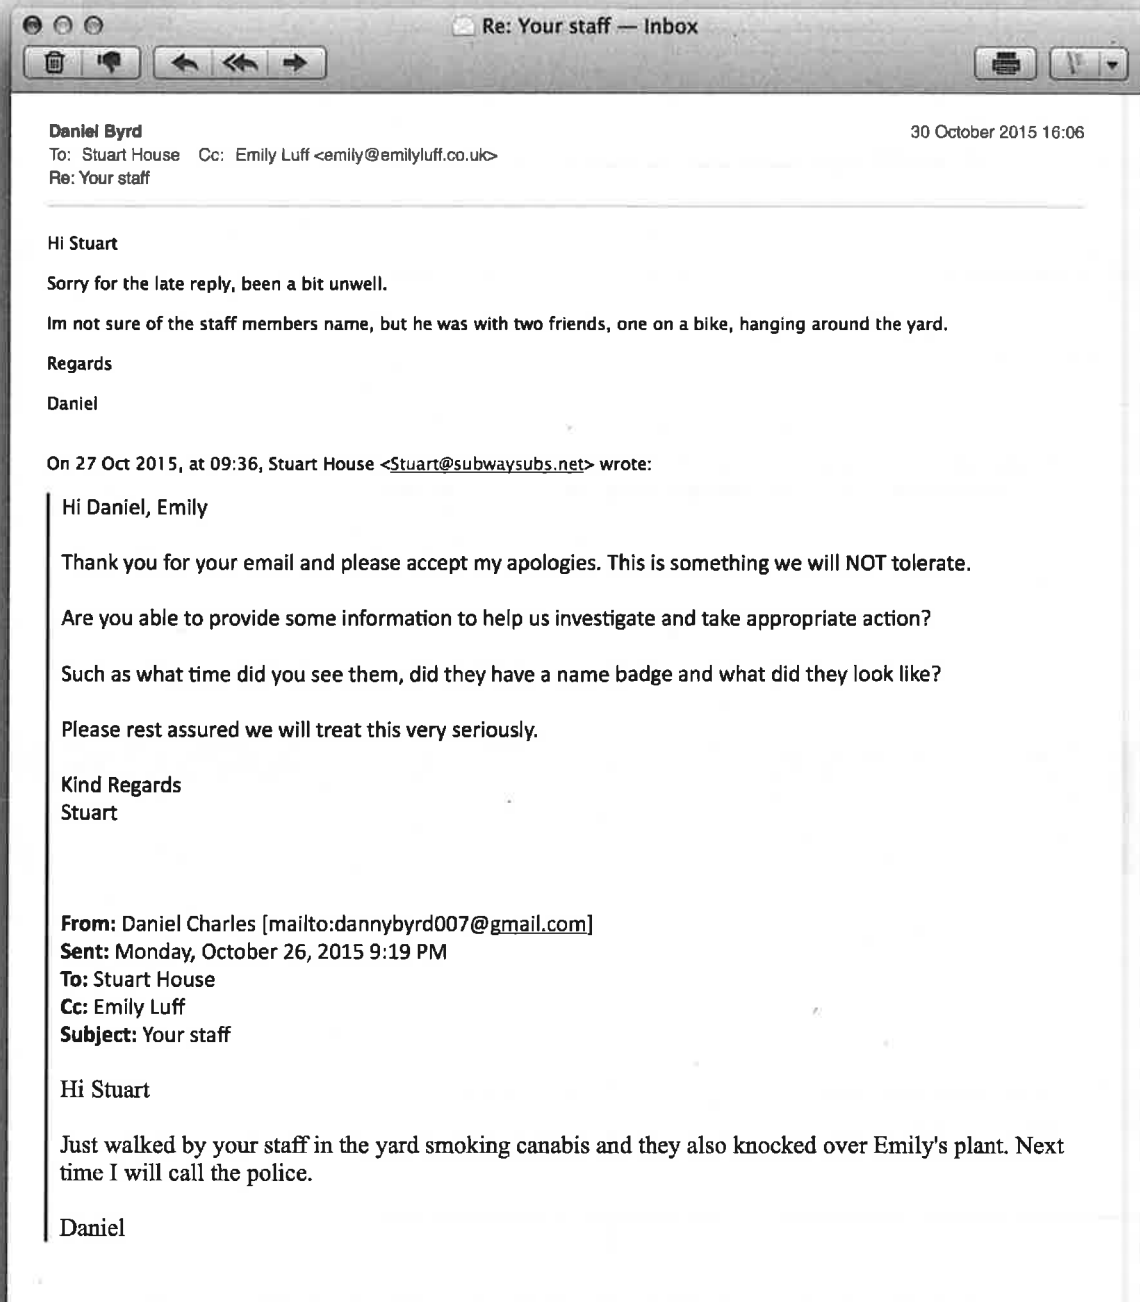 Re: Your staff — Inbox
Daniel Byrd
30 October 2015 16:06
To: Stuart House Cc: Emily Luff <emily@emilyluff.co.uk>
Re: Your staff
Hi Stuart
Sorry for the late reply, been a bit unwell.
Im not sure of the staff members name, but he was with two friends, one on a bike, hanging around the yard.
Regards
Daniel
On 27 Oct 2015, at 09:36, Stuart House <Stuart@subwaysubs.net> wrote:
Hi Daniel, Emily
Thank you for your email and please accept my apologies. This is something we will NOT tolerate.
Are you able to provide some information to help us investigate and take appropriate action?
Such as what time did you see them, did they have a name badge and what did they look like?
Please rest assured we will treat this very seriously.
Kind Regards
Stuart
From: Daniel Charles [mailto:dannybyrd007@gmail.com]
Sent: Monday, October 26, 2015 9:19 PM
To: Stuart House
Cc: Emily Luff
Subject: Your staff
Hi Stuart
Just walked by your staff in the yard smoking canabis and they also knocked over Emily's plant. Next
time I will call the police.
Daniel